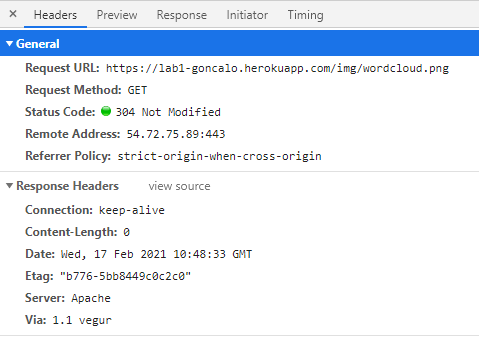 × Headers Preview Response Initiator Timing
▼ General
Request URL: https://lab1-goncalo.herokuapp.com/img/wordcloud.png
Request Method: GET
Status Code: 304 Not Modified
Remote Address: 54.72.75.89:443
Referrer Policy: strict-origin-when-cross-origin
▼ Response Headers view source
Connection: keep-alive
Content-Length: 0
Date: Wed, 17 Feb 2021 10:48:33 GMT
Etag: "b776-5bb8449c0c2c0"
Server: Apache
Via: 1.1 vegur